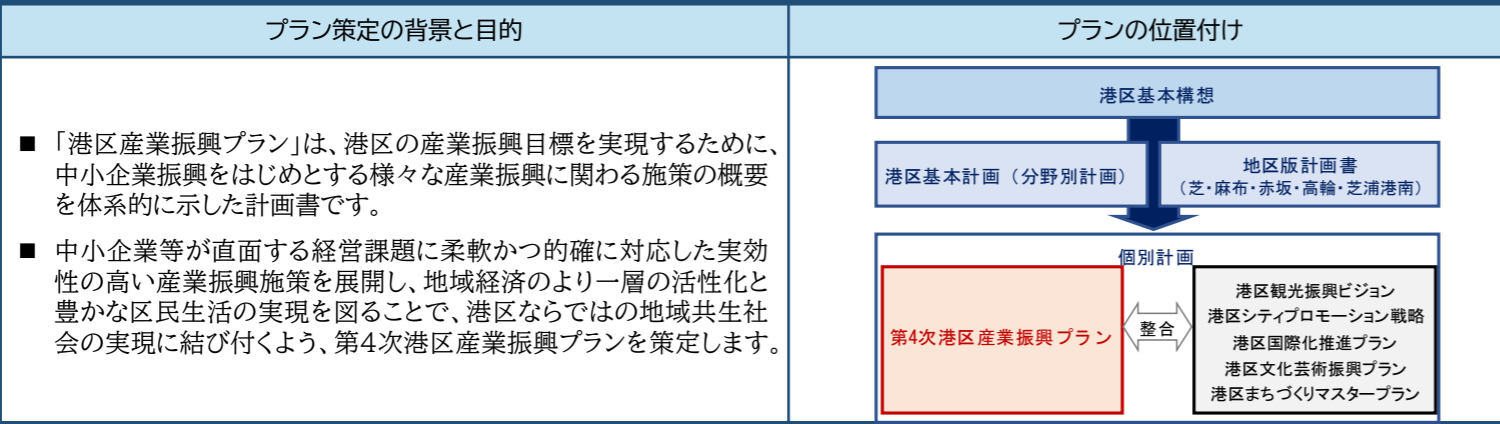 プラン策定の背景と目的
■ 「港区産業振興プラン」は、港区の産業振興目標を実現するために、
中小企業振興をはじめとする様々な産業振興に関わる施策の概要
を体系的に示した計画書です。
■ 中小企業等が直面する経営課題に柔軟かつ的確に対応した実効
性の高い産業振興施策を展開し、地域経済のより一層の活性化と
豊かな区民生活の実現を図ることで、港区ならではの地域共生社
会の実現に結び付くよう、第4次港区産業振興プランを策定します。
プランの位置付け
港区基本構想
港区基本計画（分野別計画）
地区版計画書
（芝・麻布・赤坂・高輪・芝浦港南）
個別計画
第4次港区産業振興プラン
整合
港区観光振興ビジョン
港区シティプロモーション戦略
港区国際化推進プラン
港区文化芸術振興プラン
港区まちづくりマスタープラン